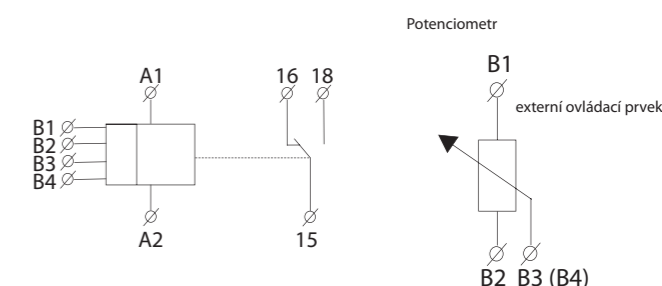 Potenciometr
A1
16 18
B1
B2
B3
B4
A2
15
B1
externí ovládací prvek
B2 B3 (B4)